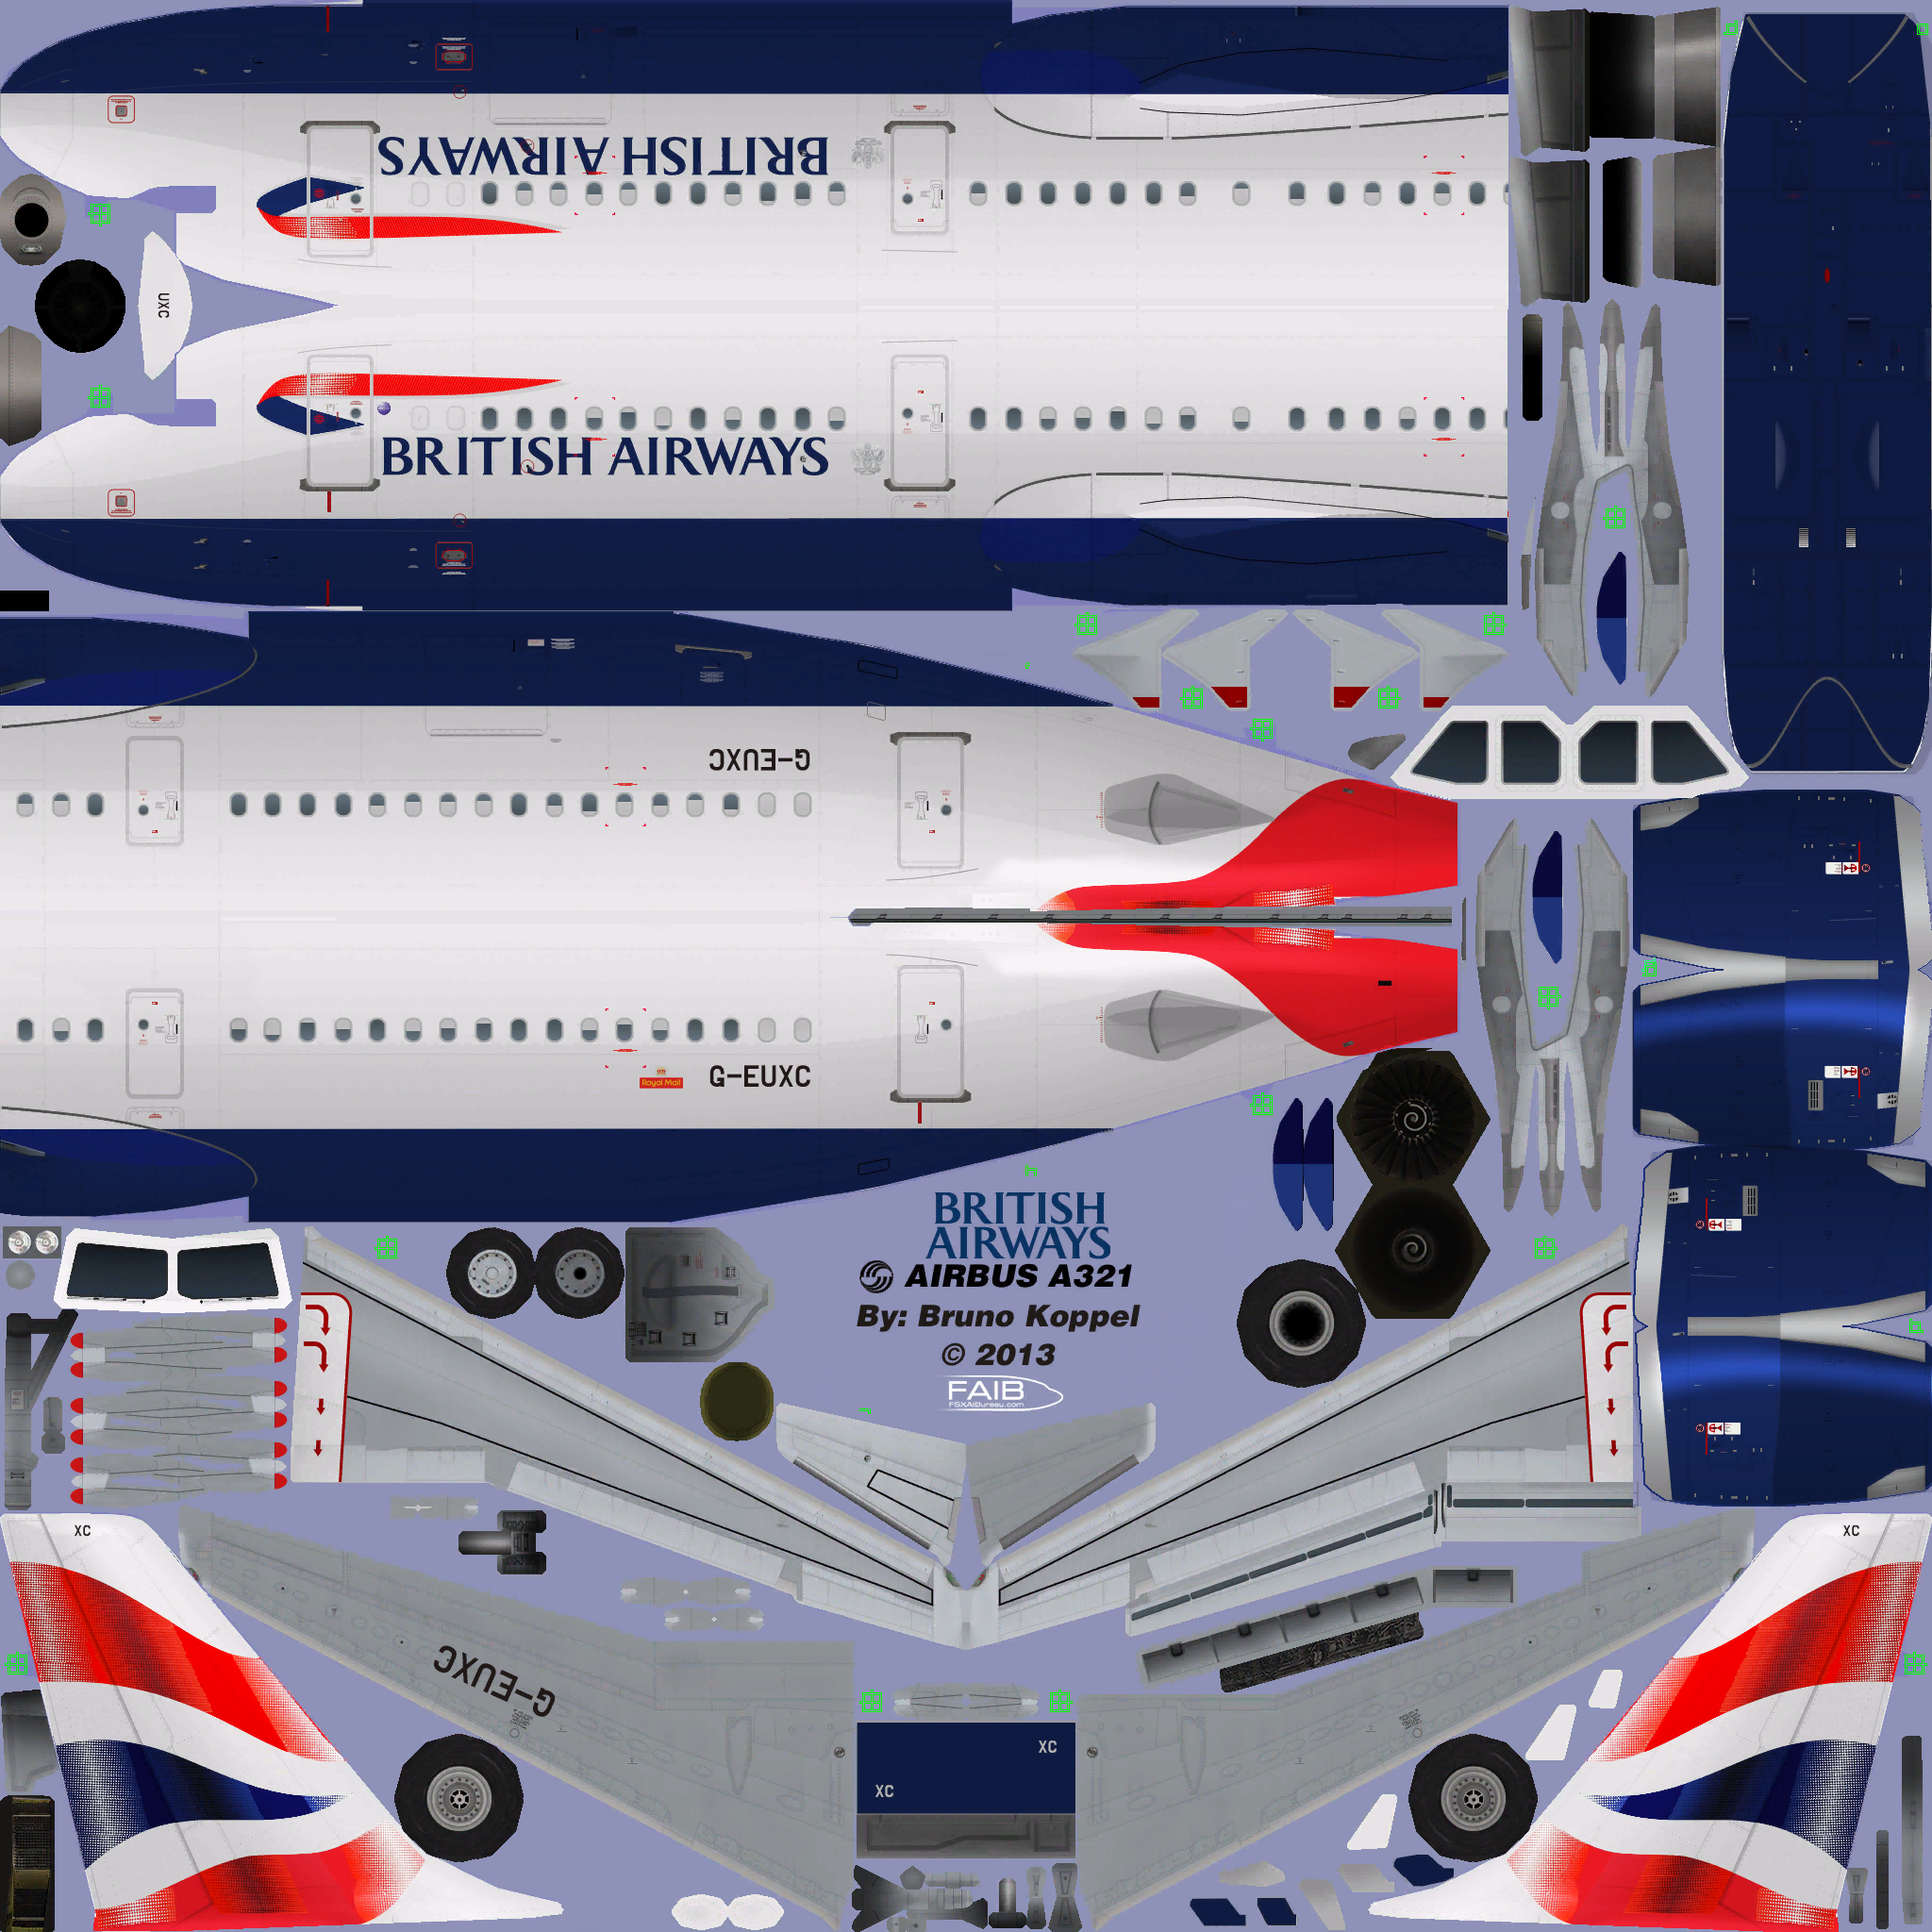 BRITISH AIRWAYS
UXC
BRITISH AIRWAYS
G-EUXC
Royal Mail
G-EUXC
BRITISH
AIRWAYS
AIRBUS A321
By: Bruno Koppel
© 2013
FAIB
FSXAIBureau.com
XC
XC
G-EUXC
XC
XC